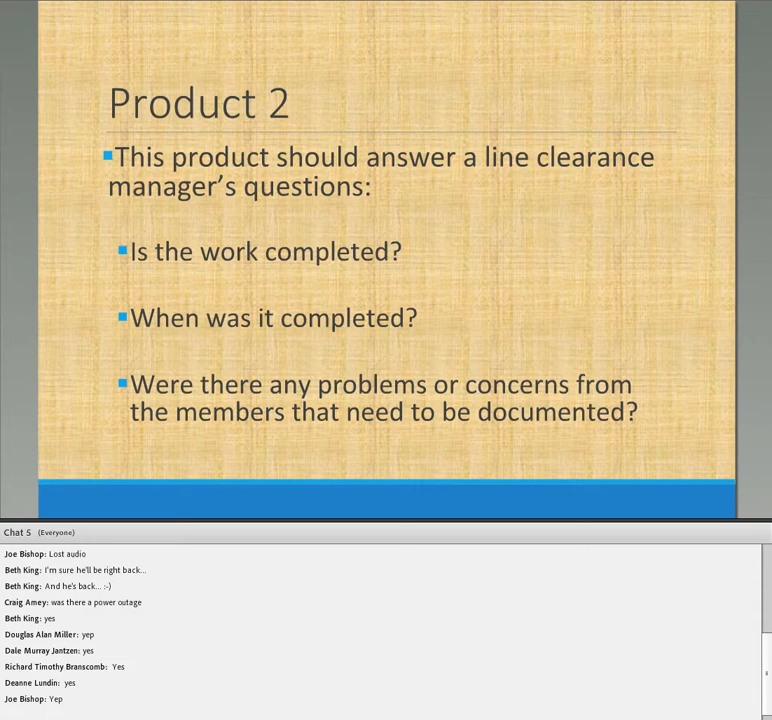 Product 2
▪This product should answer a line clearance
manager’s questions:
▪Is the work completed?
▪When was it completed?
▪Were there any problems or concerns from
the members that need to be documented?
Chat 5 (Everyone)
Joe Bishop: Lost audio
Beth King: I'm sure he'll be right back...
Beth King: And he's back... :-)
Craig Amey: was there a power outage
Beth King: yes
Douglas Alan Miller: yep
Dale Murray Jantzen: yes
Richard Timothy Branscomb: Yes
Deanne Lundin: yes
Joe Bishop: Yep